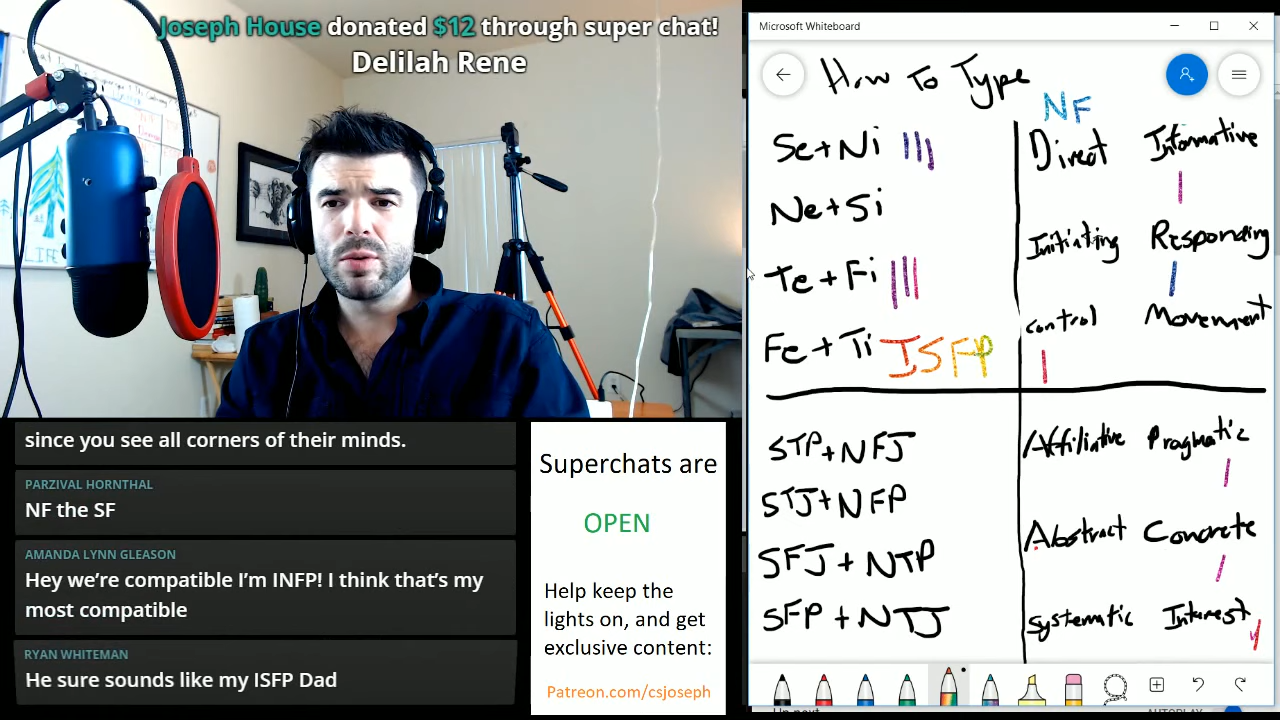 Joseph House donated $12 through super chat!
Delilah Rene
LIFE
since you see all corners of their minds.
PARZIVAL HORNTHAL
NF the SF
AMANDA LYNN GLEASON
Hey we're compatible I'm INFP! I think that's my
most compatible
RYAN WHITEMAN
He sure sounds like my ISFP Dad
Superchats are
OPEN
Help keep the
lights on, and get
exclusive content:
Patreon.com/csjoseph
Microsoft Whiteboard
How To Type
NF
Se+Ni |||
Ne+Si
Te + Fi |||
Fe + Ti ISFP
Direct Informative
Initiating Responding
control Movement
STP+NFJ
STJ+NFP
SFJ + NTP
SFP + NTJ
Affiliative Pragmatic
Abstract Concrete
Systematic Interest
AUTOPLAY